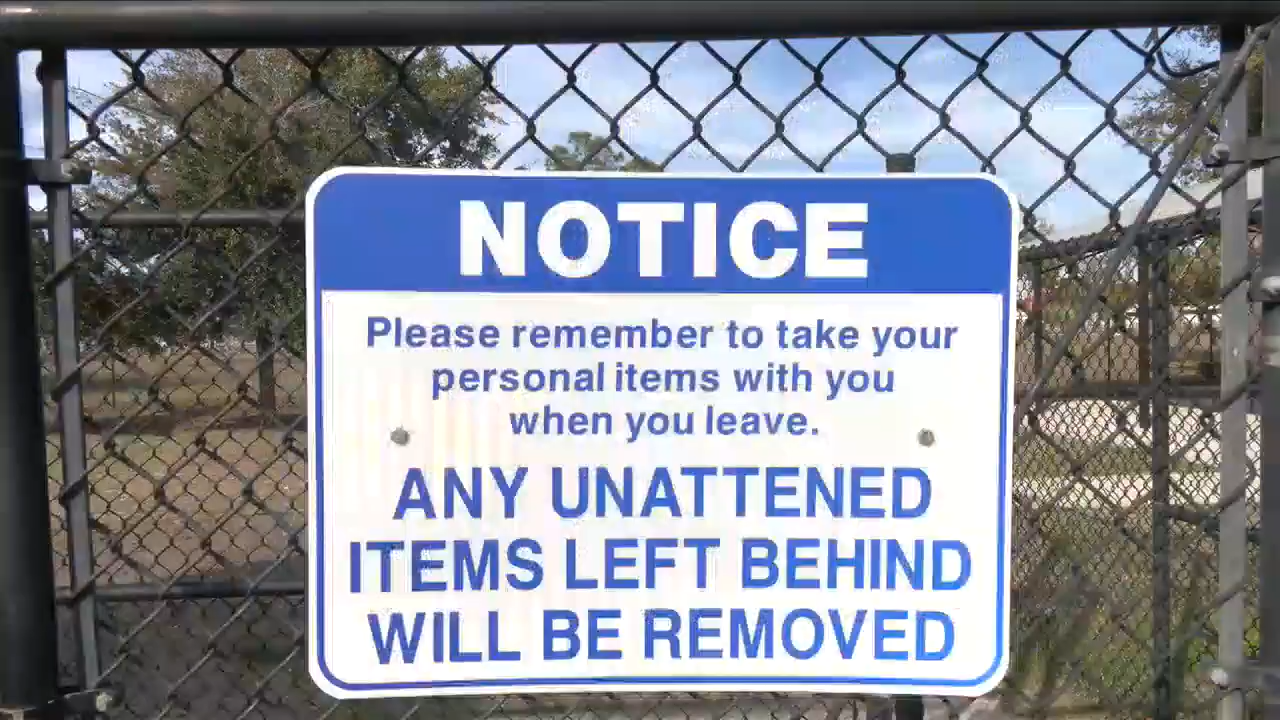 NOTICE
Please remember to take your
personal items with you
when you leave.
ANY UNATTENED
ITEMS LEFT BEHIND
WILL BE REMOVED